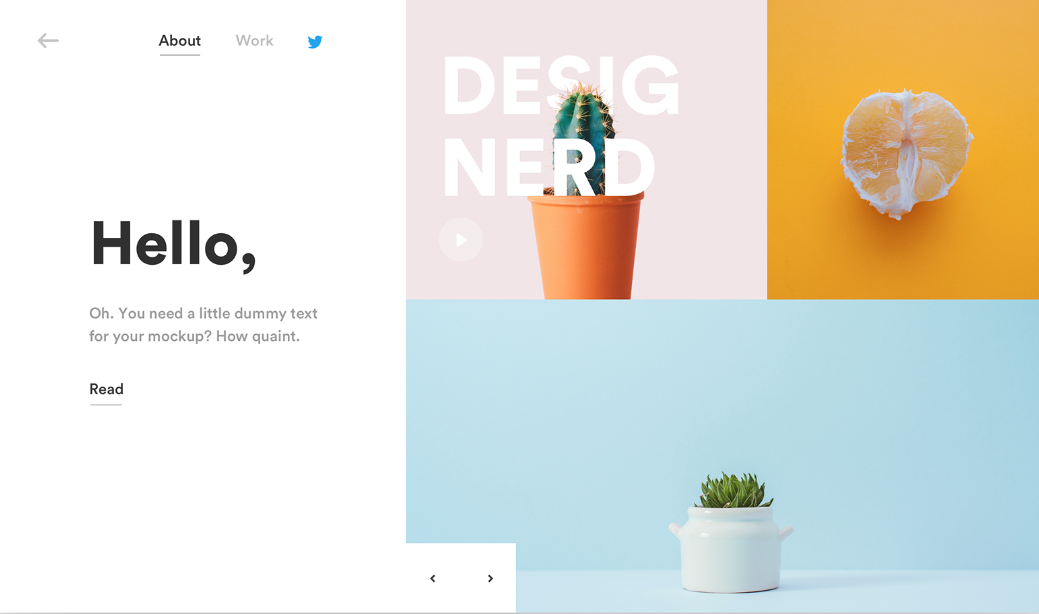 About Work
DESIG
NERD
Hello,
Oh. You need a little dummy text
for your mockup? How quaint.
Read